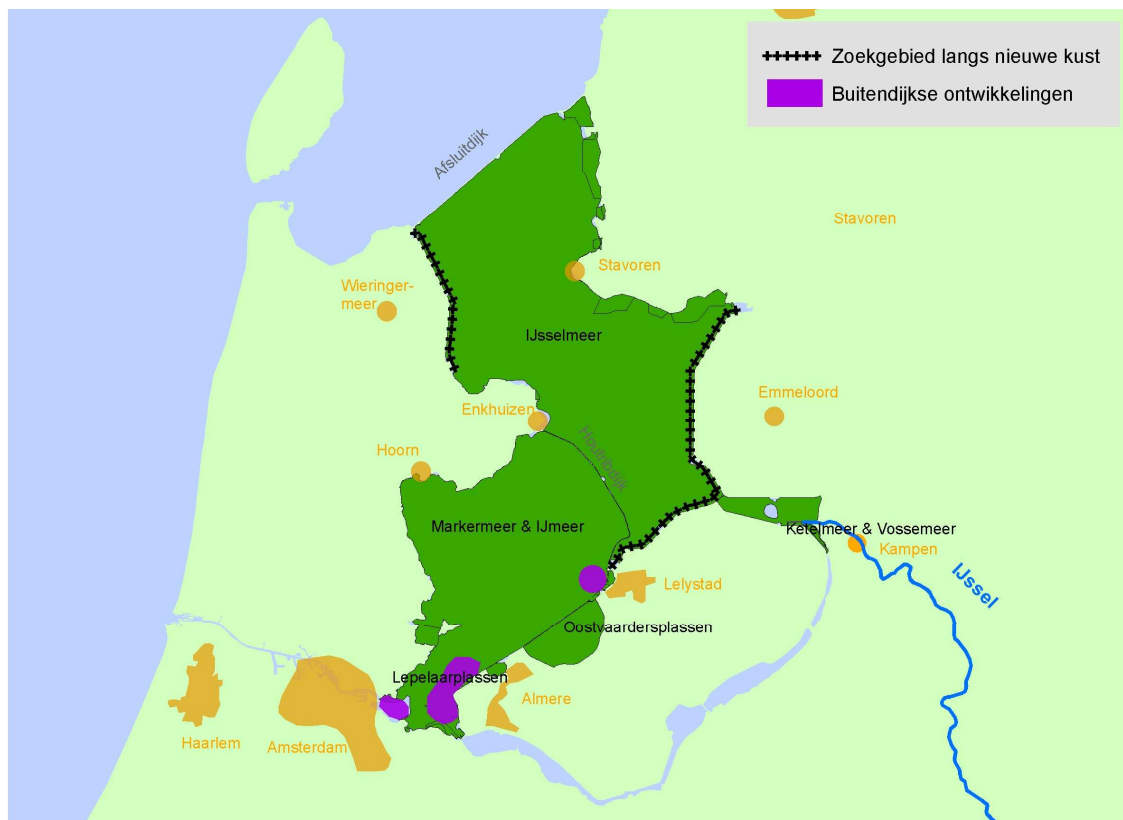 Zoekgebied langs nieuwe kust
Buitendijkse ontwikkelingen
Afsluitdijk
Stavoren
Stavoren
Wieringer-
meer
IJsselmeer
Emmeloord
Enkhuizen
Hoorn
Houtribdijk
Markermeer & IJmeer
Ketelmeer & Vossemeer
Kampen
IJssel
Lelystad
Oostvaardersplassen
Lepelaarplassen
Almere
Haarlem
Amsterdam